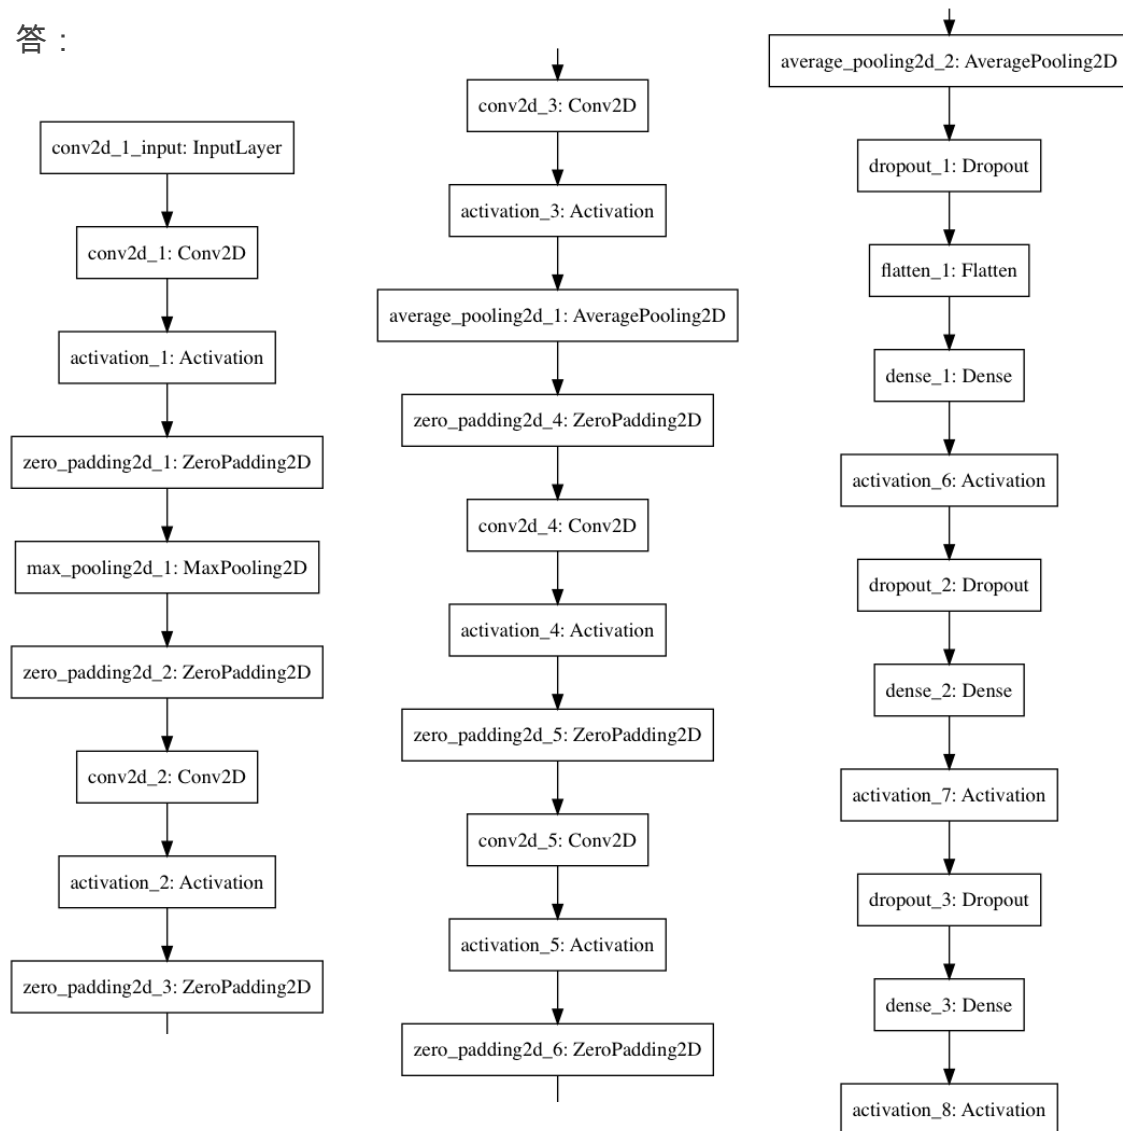 答：
conv2d_1_input: InputLayer
conv2d_1: Conv2D
activation_1: Activation
zero_padding2d_1: ZeroPadding2D
max_pooling2d_1: MaxPooling2D
zero_padding2d_2: ZeroPadding2D
conv2d_2: Conv2D
activation_2: Activation
zero_padding2d_3: ZeroPadding2D
conv2d_3: Conv2D
activation_3: Activation
average_pooling2d_1: AveragePooling2D
zero_padding2d_4: ZeroPadding2D
conv2d_4: Conv2D
activation_4: Activation
zero_padding2d_5: ZeroPadding2D
conv2d_5: Conv2D
activation_5: Activation
zero_padding2d_6: ZeroPadding2D
average_pooling2d_2: AveragePooling2D
dropout_1: Dropout
flatten_1: Flatten
dense_1: Dense
activation_6: Activation
dropout_2: Dropout
dense_2: Dense
activation_7: Activation
dropout_3: Dropout
dense_3: Dense
activation_8: Activation